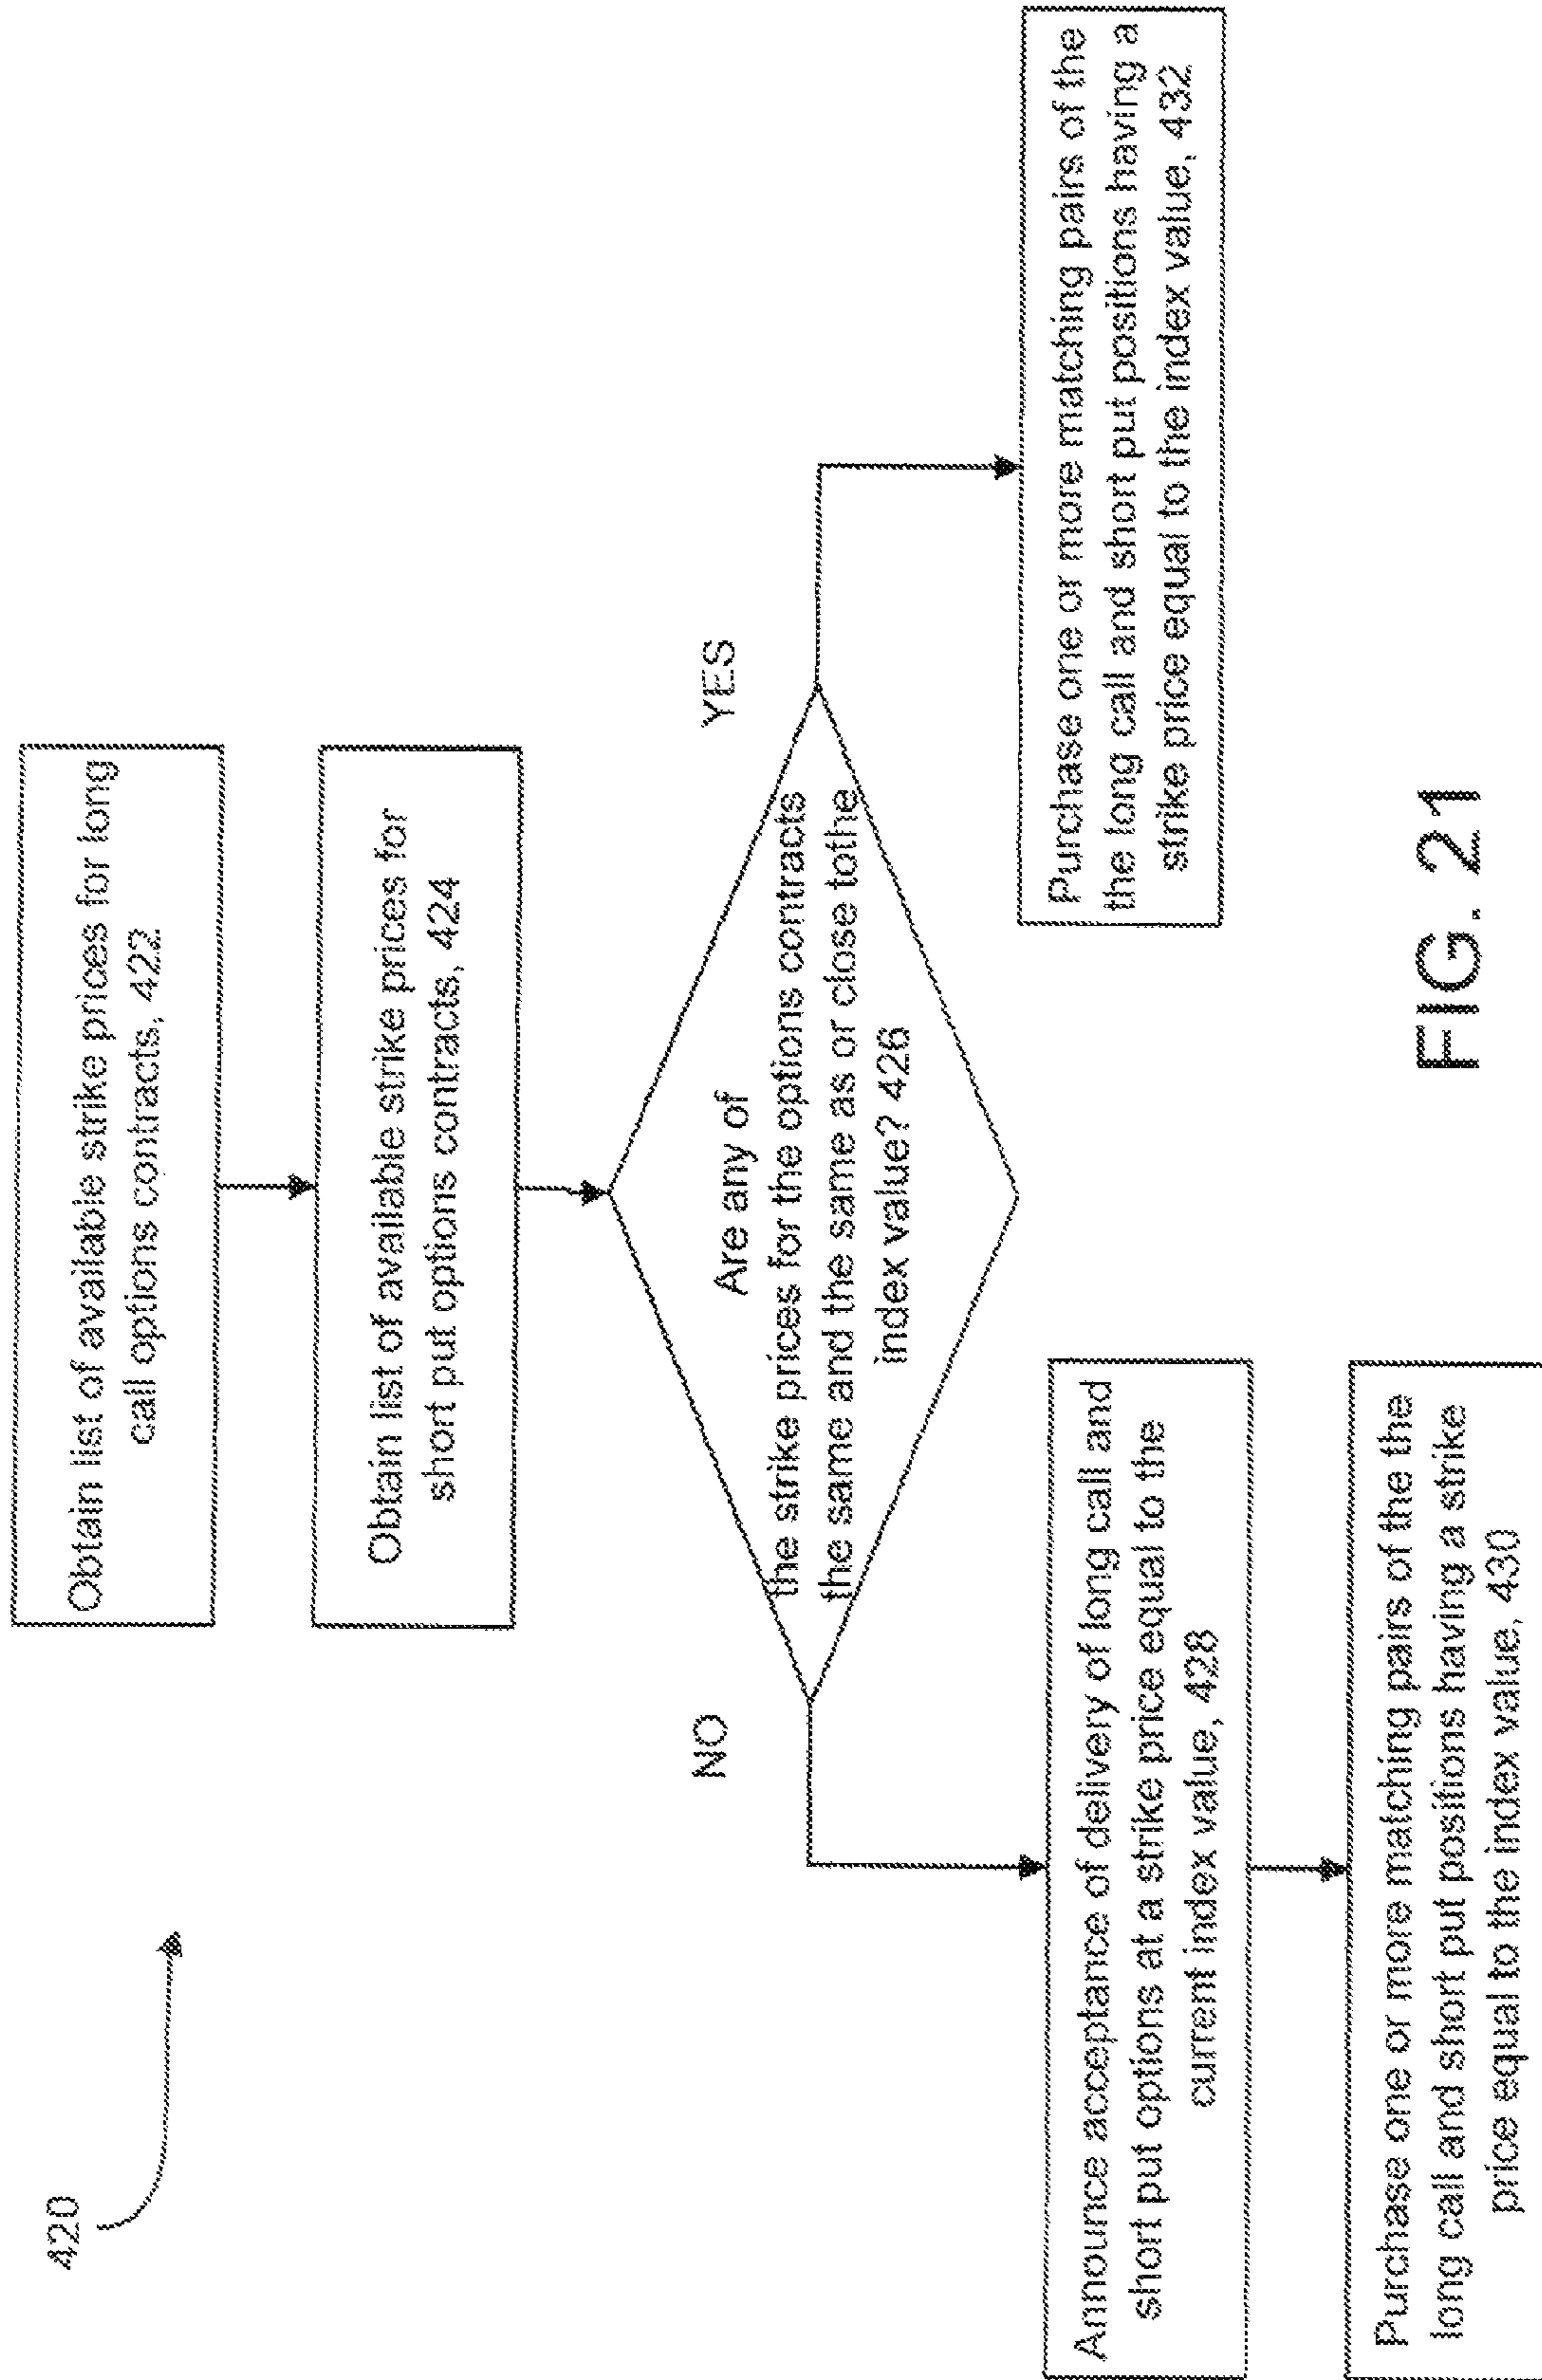 420
Obtain list of available strike prices for long
call options contracts, 422
Obtain list of available strike prices for
short put options contracts, 424
Are any of
the strike prices for the options contracts
the same and the same as or close tothe
index value? 426
NO
YES
Announce acceptance of delivery of long call and
short put options at a strike price equal to the
current index value, 428
Purchase one or more matching pairs of the the
long call and short put positions having a strike
price equal to the index value, 430
Purchase one or more matching pairs of the
the long call and short put positions having a
strike price equal to the index value, 432
FIG. 21